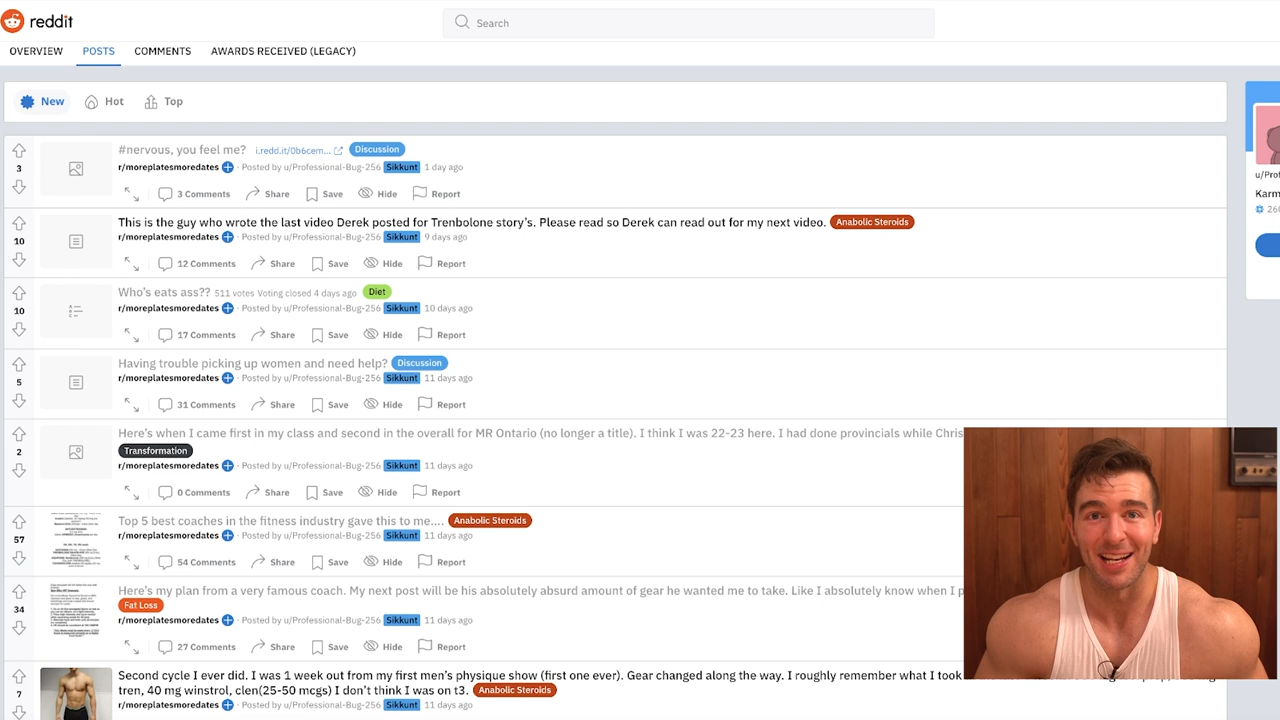 reddit
Search
OVERVIEW POSTS COMMENTS AWARDS RECEIVED (LEGACY)
New Hot Top
#nervous, you feel me? i.redd.it/0b6cem... Discussion
3
r/moreplatesmoredates · Posted by u/Professional-Bug-256 Sikkunt 1 day ago
3 Comments Share Save Hide Report
This is the guy who wrote the last video Derek posted for Trenbolone story's. Please read so Derek can read out for my next video. Anabolic Steroids
10
r/moreplatesmoredates · Posted by u/Professional-Bug-256 Sikkunt 9 days ago
12 Comments Share Save Hide Report
Who's eats ass?? 511 votes Voting closed 4 days ago Diet
10
r/moreplatesmoredates · Posted by u/Professional-Bug-256 Sikkunt 10 days ago
17 Comments Share Save Hide Report
Having trouble picking up women and need help? Discussion
5
r/moreplatesmoredates · Posted by u/Professional-Bug-256 Sikkunt 11 days ago
31 Comments Share Save Hide Report
Here's when I came first in my class and second in the overall for MR Ontario (no longer a title). I think I was 22-23 here. I had done provincials while Chris
2
Transformation
r/moreplatesmoredates · Posted by u/Professional-Bug-256 Sikkunt 11 days ago
0 Comments Share Save Hide Report
Top 5 best coaches in the fitness industry gave this to me.... Anabolic Steroids
57
r/moreplatesmoredates · Posted by u/Professional-Bug-256 Sikkunt 11 days ago
54 Comments Share Save Hide Report
Here's my plan from a very famous coach. My next post will be his absolutely absurd amount of gear he wanted me to take. Like I absolutely know when I p
34
Fat Loss
r/moreplatesmoredates · Posted by u/Professional-Bug-256 Sikkunt 11 days ago
27 Comments Share Save Hide Report
Second cycle I ever did. I was 1 week out from my first men's physique show (first one ever). Gear changed along the way. I roughly remember what I took
7
tren, 40 mg winstrol, clen(25-50 mcgs) I don't think I was on t3. Anabolic Steroids
r/moreplatesmoredates · Posted by u/Professional-Bug-256 Sikkunt 11 days ago
u/Prof
Karm